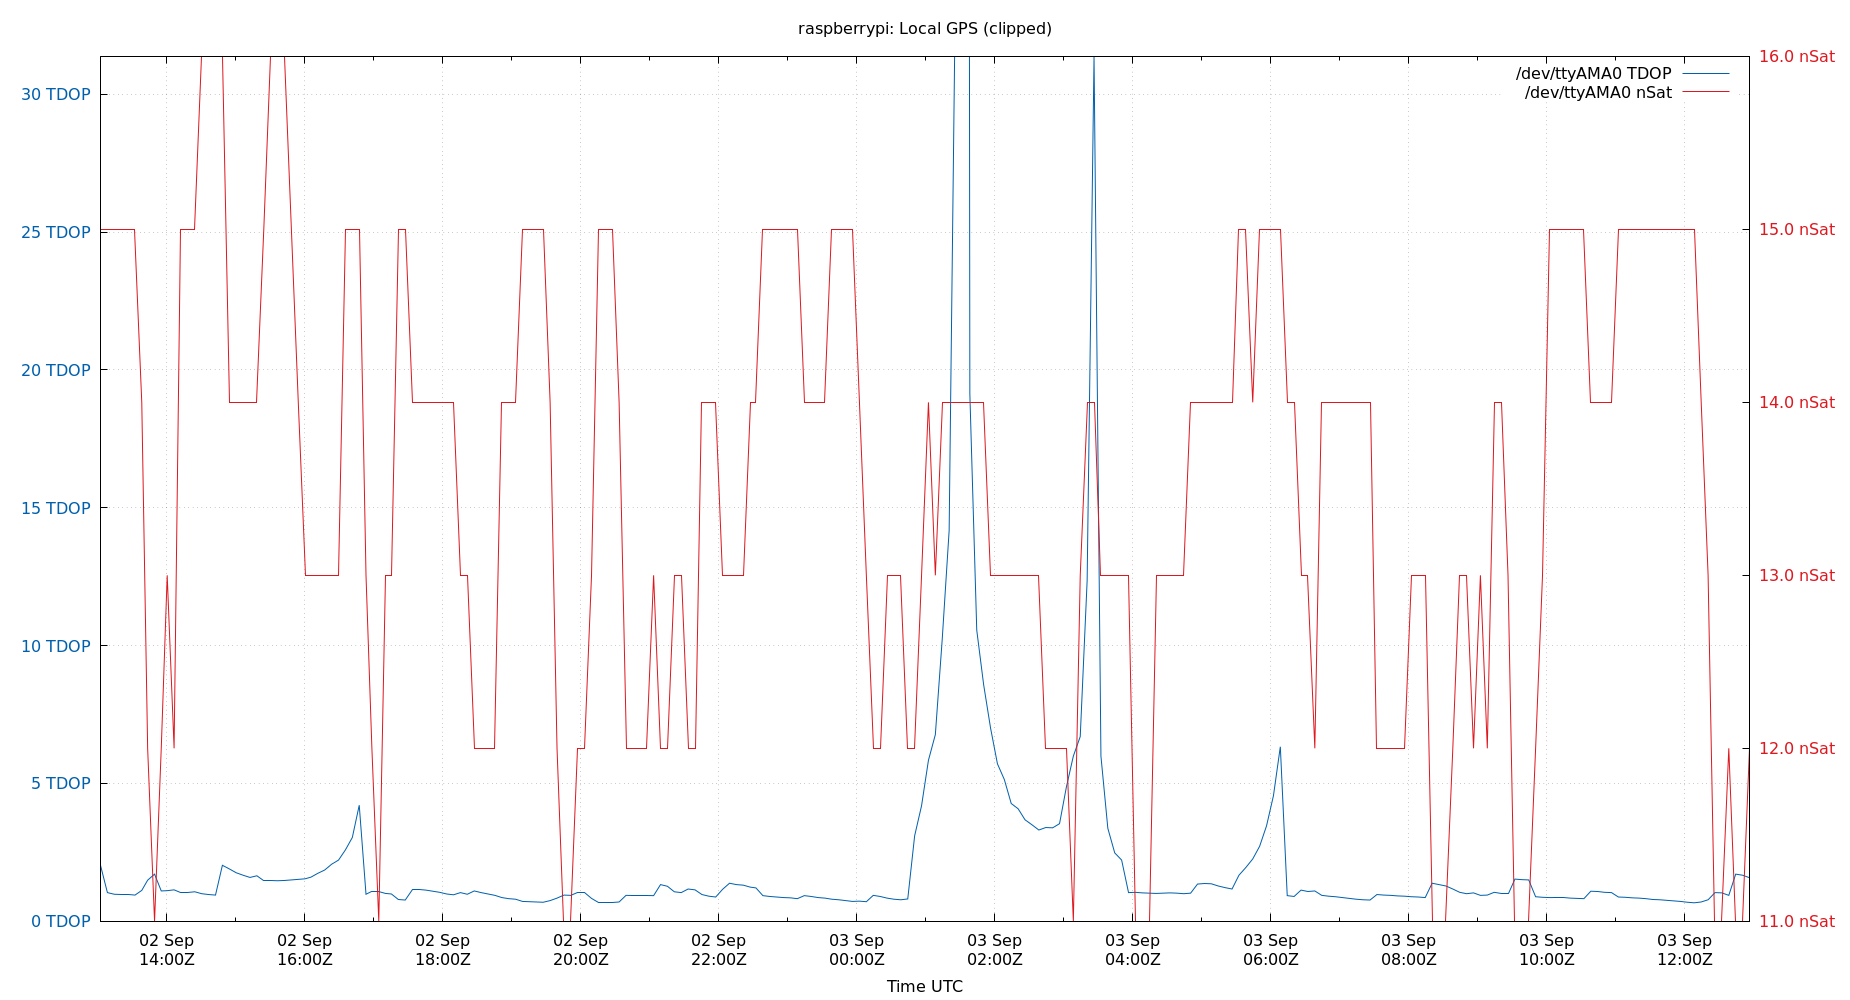 raspberrypi: Local GPS (clipped)
/dev/ttyAMA0 TDOP
/dev/ttyAMA0 nSat
30 TDOP
25 TDOP
20 TDOP
15 TDOP
10 TDOP
5 TDOP
0 TDOP
16.0 nSat
15.0 nSat
14.0 nSat
13.0 nSat
12.0 nSat
11.0 nSat
02 Sep
14:00Z
02 Sep
16:00Z
02 Sep
18:00Z
02 Sep
20:00Z
02 Sep
22:00Z
03 Sep
00:00Z
03 Sep
02:00Z
03 Sep
04:00Z
03 Sep
06:00Z
03 Sep
08:00Z
03 Sep
10:00Z
03 Sep
12:00Z
Time UTC